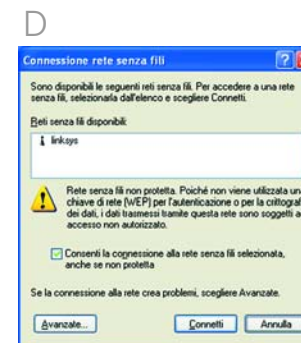 D
Connessione rete senza fili
Sono disponibili le seguenti reti senza fili. Per accedere a una rete
senza fili, selezionarla dall'elenco e scegliere Connetti.
Reti senza fili disponibili:
linksys
Rete senza fili non protetta. Poiché non viene utilizzata una
chiave di rete (WEP) per l'autenticazione o per la crittograf
dei dati, i dati trasmessi tramite questa rete sono soggetti a
accesso non autorizzato.
Consenti la connessione alla rete senza fili selezionata,
anche se non protetta
Se la connessione alla rete crea problemi, scegliere Avanzate.
Avanzate... Connetti Annulla